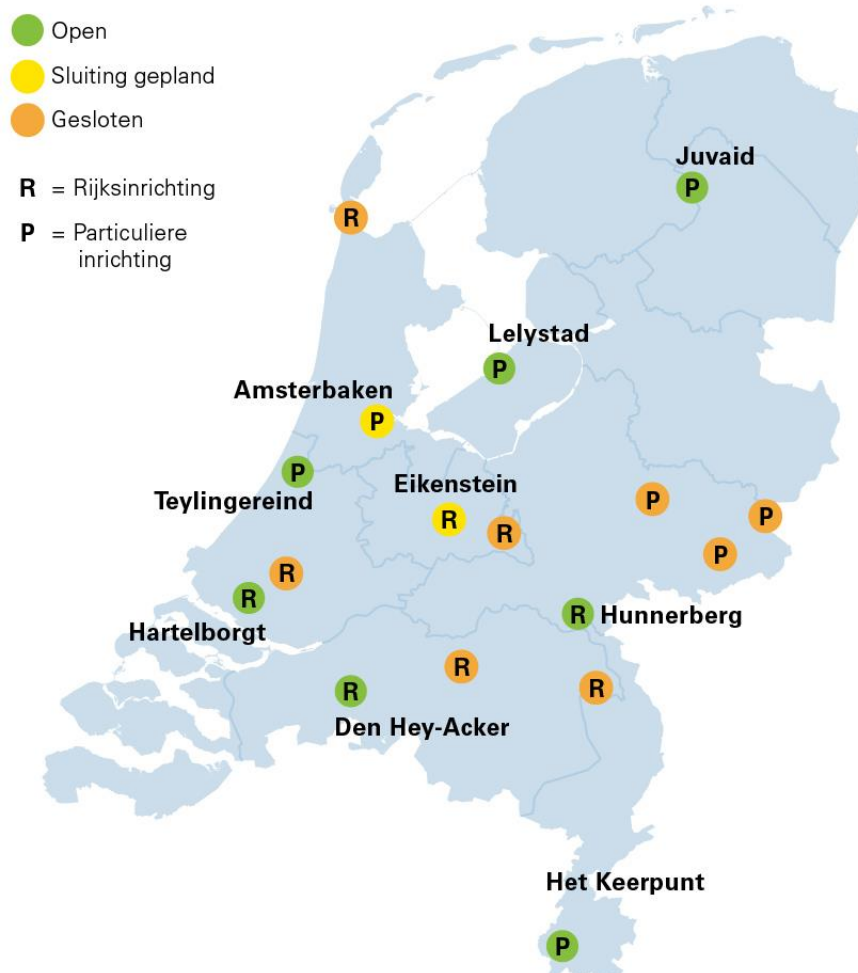 Open
Sluiting gepland
Gesloten
R = Rijksinrichting
P = Particuliere
inrichting
Juvaid
P
R
Lelystad
P
Amsterbaken
P
P
Teylingereind
Eikenstein
R
R
P
P
P
R
R
Hartelborgt
R Hunnerberg
R
R
R
Den Hey-Acker
Het Keerpunt
P